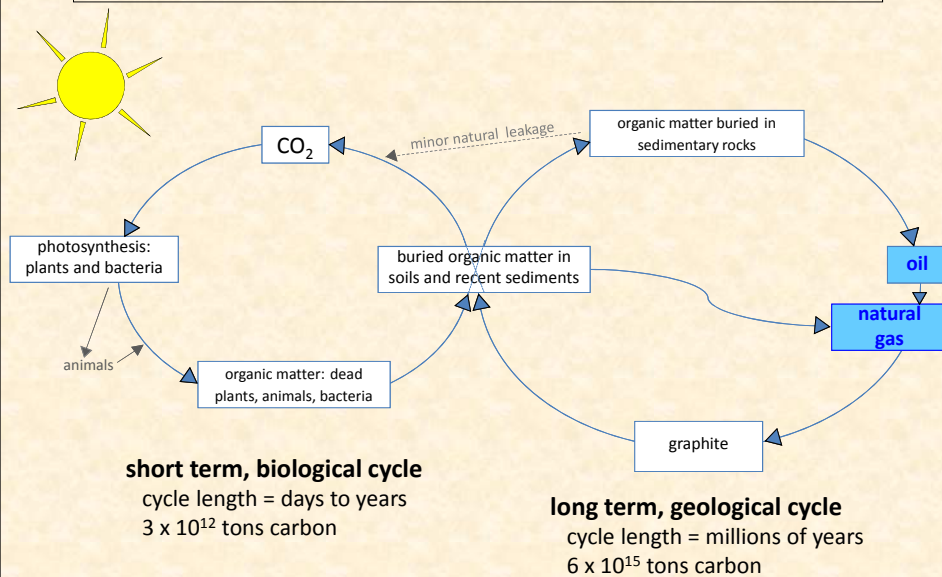 CO₂
minor natural leakage
organic matter buried in
sedimentary rocks
photosynthesis:
plants and bacteria
buried organic matter in
soils and recent sediments
oil
natural
gas
animals
organic matter: dead
plants, animals, bacteria
graphite
short term, biological cycle
cycle length = days to years
3 x 10¹² tons carbon
long term, geological cycle
cycle length = millions of years
6 x 10¹⁵ tons carbon